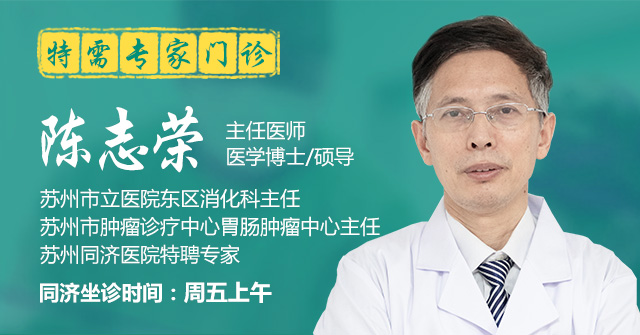 特需专家门诊
陈志荣
主任医师
医学博士/硕导
苏州市立医院东区消化科主任
苏州市肿瘤诊疗中心胃肠肿瘤中心主任
苏州同济医院特聘专家
同济坐诊时间：周五上午